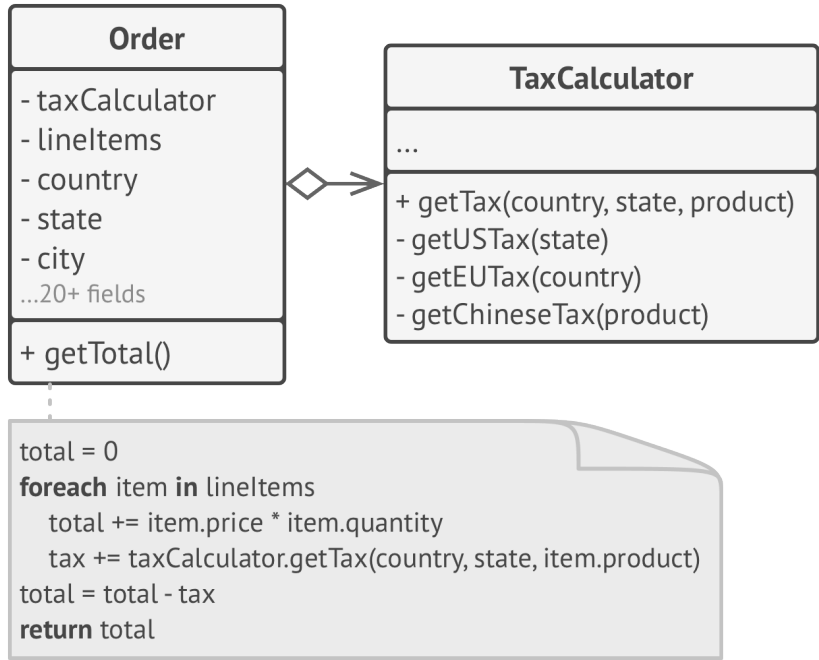 Order
- taxCalculator
- lineItems
- country
- state
- city
...20+ fields
+ getTotal()
TaxCalculator
...
+ getTax(country, state, product)
- getUSTax(state)
- getEUTax(country)
- getChineseTax(product)
total = 0
foreach item in lineItems
total += item.price * item.quantity
tax += taxCalculator.getTax(country, state, item.product)
total = total - tax
return total